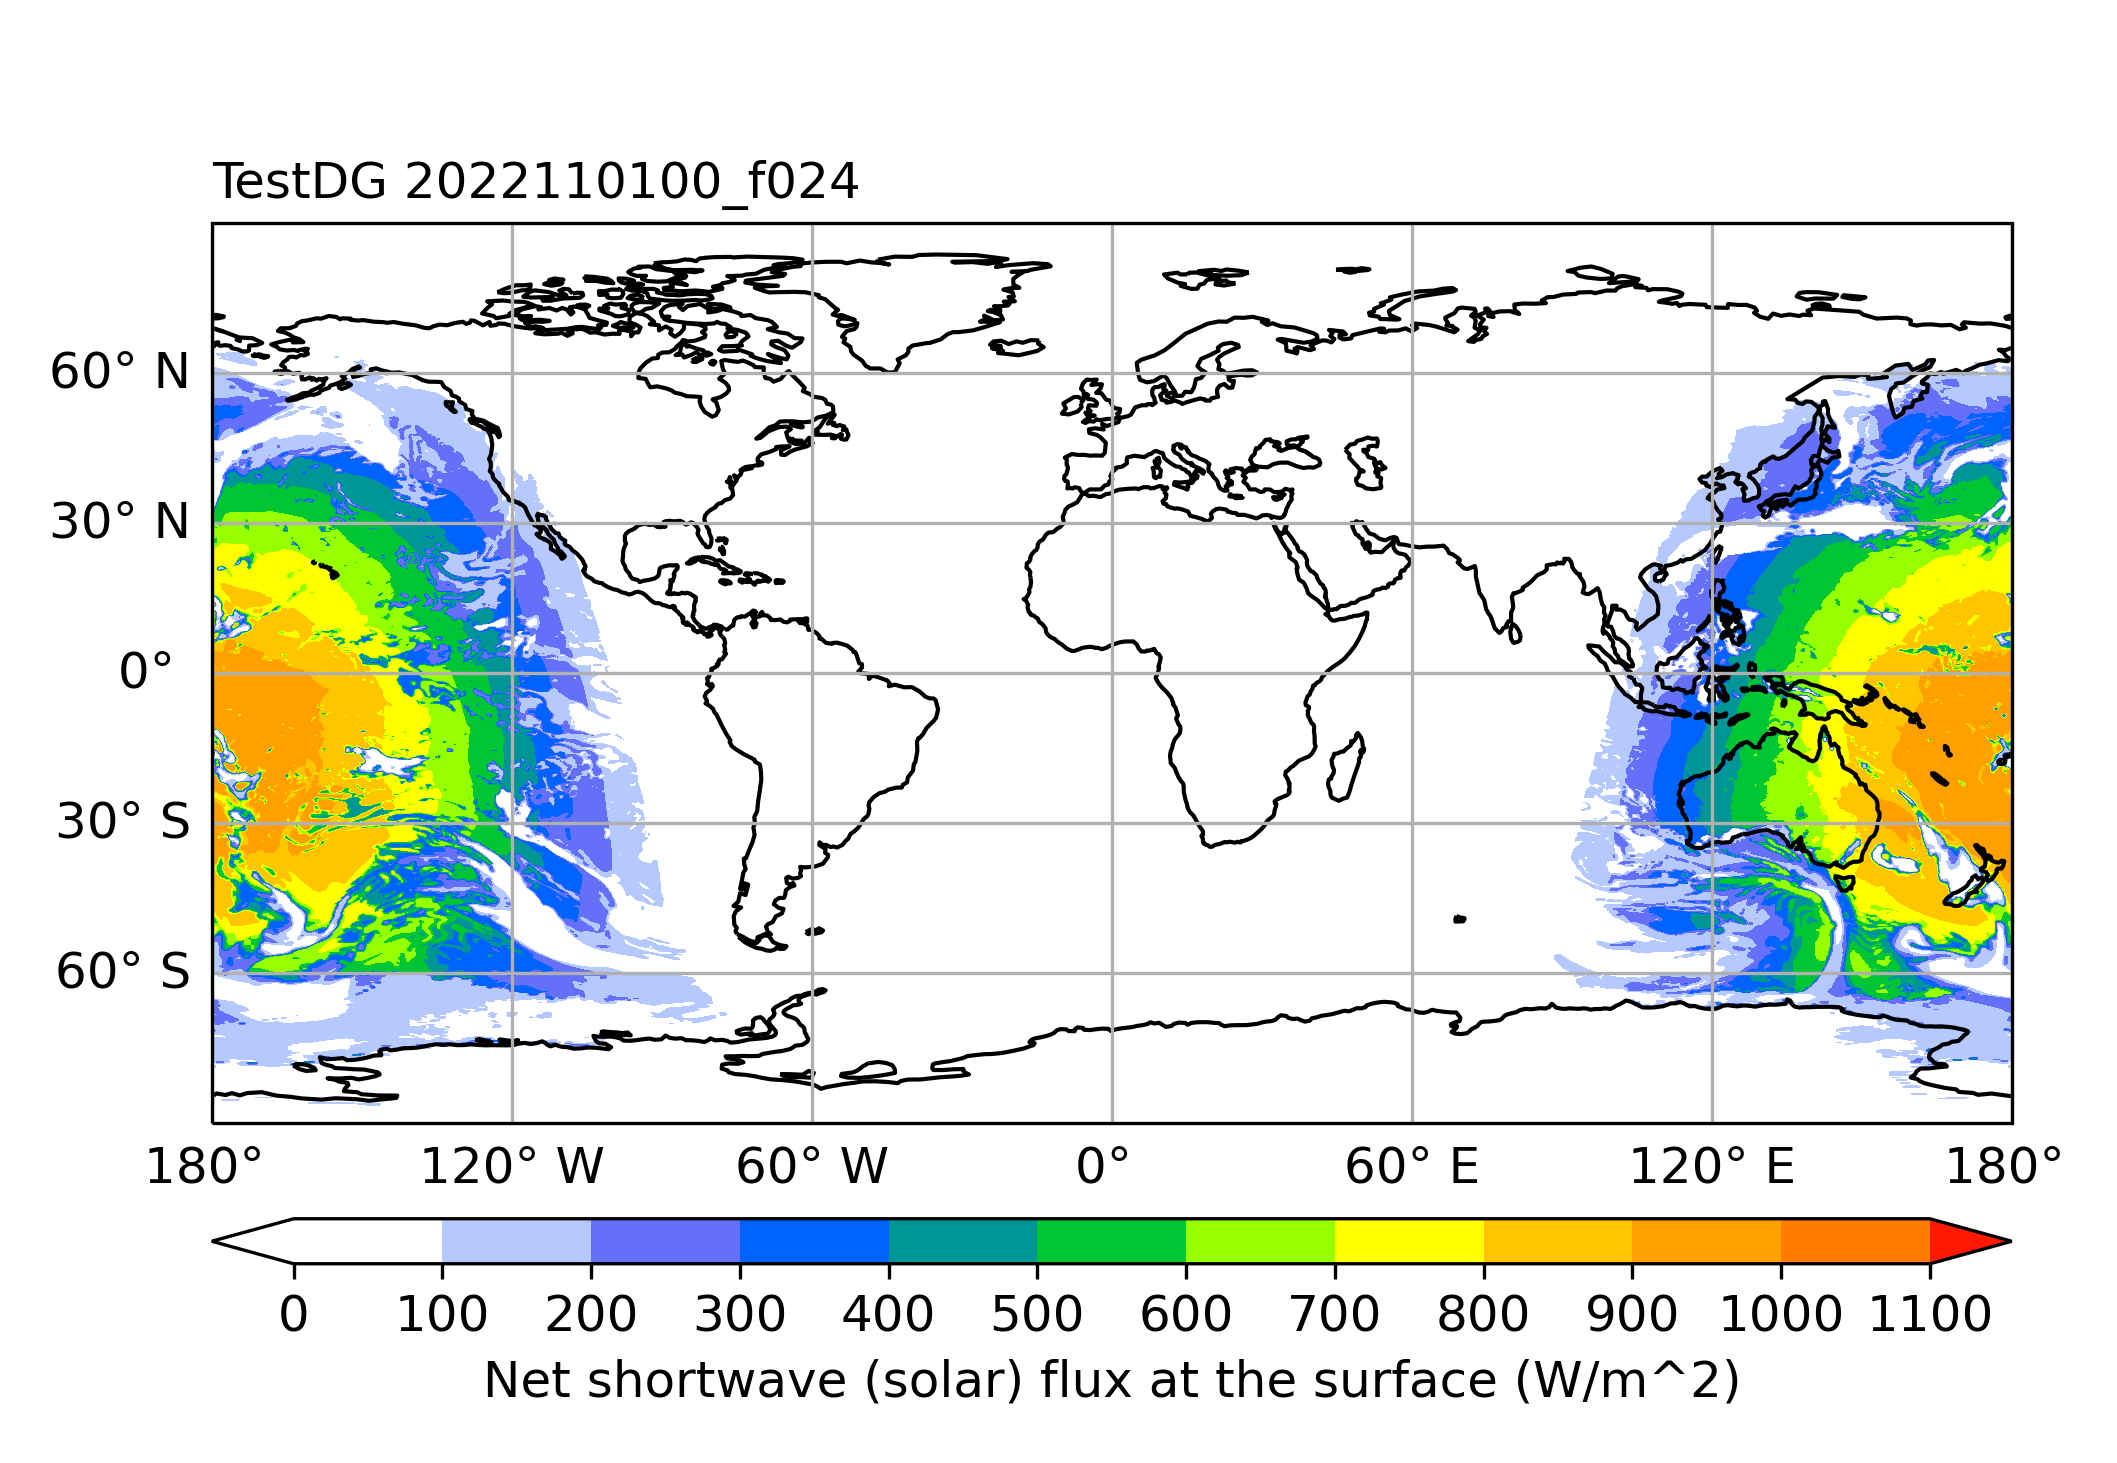 TestDG 2022110100_f024
60° N
30° N
0°
30° S
60° S
180° 120° W 60° W 0° 60° E 120° E 180°
0 100 200 300 400 500 600 700 800 900 1000 1100
Net shortwave (solar) flux at the surface (W/m^2)